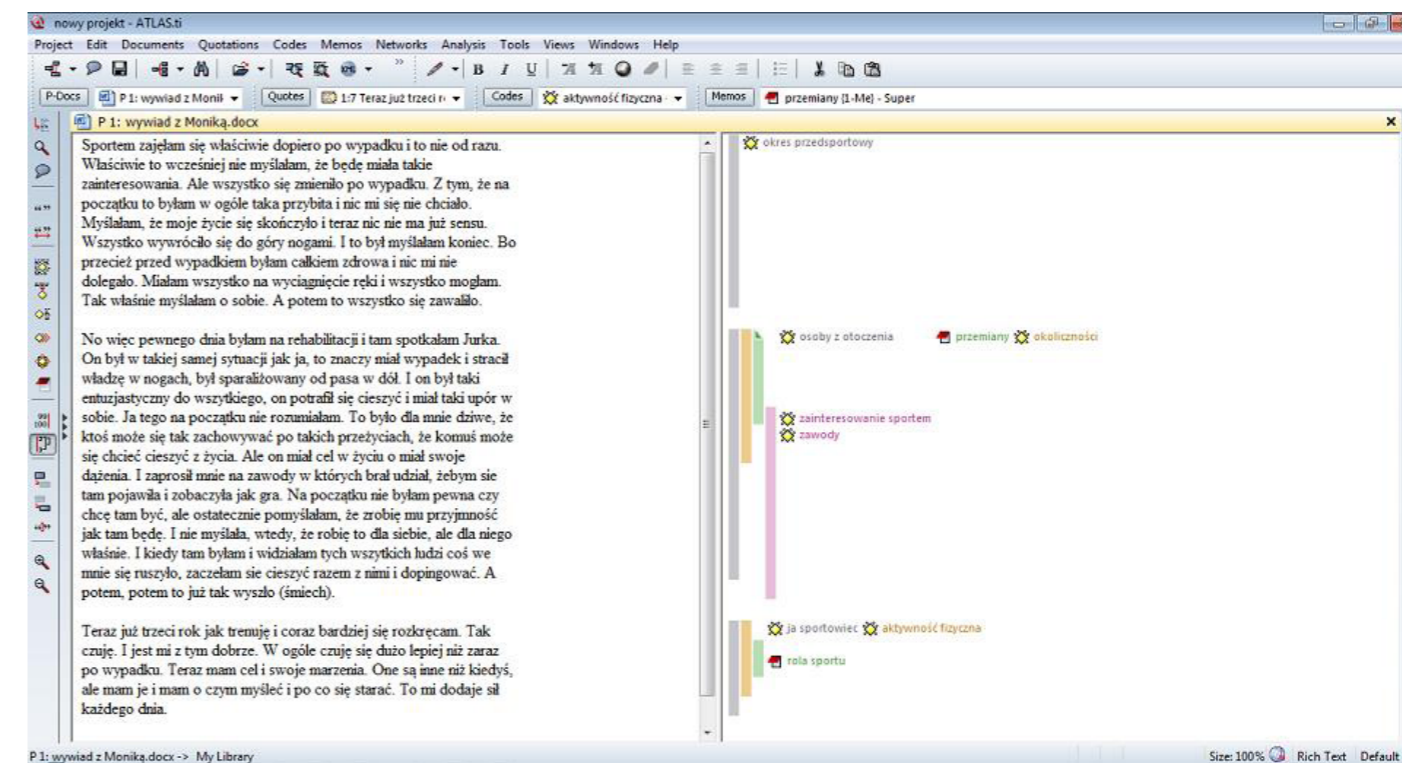 nowy projekt - ATLAS.ti
Project Edit Documents Quotations Codes Memos Networks Analysis Tools Views Windows Help
B I U A A
P-Docs P 1: wywiad z Monik Quotes 1:7 Teraz już trzeci r Codes aktywność fizyczna - Memos przemiany {1-Me} - Super
P 1: wywiad z Moniką.docx
Sportem zajęłam się właściwie dopiero po wypadku i to nie od razu.
Właściwie to wcześniej nie myślałam, że będę miała takie
zainteresowania. Ale wszystko się zmieniło po wypadku. Z tym, że na
początku to byłam w ogóle taka przybita i nic mi się nie chciało.
Myślałam, że moje życie się skończyło i teraz nic nie ma już sensu.
Wszystko wywróciło się do góry nogami. I to był myślałam koniec. Bo
przecież przed wypadkiem byłam całkiem zdrowa i nic mi nie
dolegało. Miałam wszystko na wyciągnięcie ręki i wszystko mogłam.
Tak właśnie myślałam o sobie. A potem to wszystko się zawaliło.
No więc pewnego dnia byłam na rehabilitacji i tam spotkałam Jurka.
On był w takiej samej sytuacji jak ja, to znaczy miał wypadek i stracił
władzę w nogach, był sparaliżowany od pasa w dół. I on był taki
entuzjastyczny do wszytkiego, on potrafił się cieszyć i miał taki upór w
sobie. Ja tego na początku nie rozumiałam. To było dla mnie dziwe, że
ktoś może się tak zachowywać po takich przeżyciach, że komuś może
się chcieć cieszyć z życia. Ale on miał cel w życiu o miał swoje
dążenia. I zaprosił mnie na zawody w których brał udział, żebym sie
tam pojawiła i zobaczyła jak gra. Na początku nie byłam pewna czy
chcę tam być, ale ostatecznie pomyślałam, że zrobię mu przyjmność
jak tam będę. I nie myślała, wtedy, że robię to dla siebie, ale dla niego
właśnie. I kiedy tam byłam i widziałam tych wszytkich ludzi coś we
mnie się ruszyło, zaczełam sie cieszyć razem z nimi i dopingować. A
potem, potem to już tak wyszło (śmiech).
Teraz już trzeci rok jak trenuję i coraz bardziej się rozkręcam. Tak
czuję. I jest mi z tym dobrze. W ogóle czuję się dużo lepiej niż zaraz
po wypadku. Teraz mam cel i swoje marzenia. One są inne niż kiedyś,
ale mam je i mam o czym myśleć i po co się starać. To mi dodaje sił
każdego dnia.
okres przedsportowy
osoby z otoczenia przemiany okoliczności
zainteresowanie sportem
zawody
ja sportowiec aktywność fizyczna
rola sportu
P 1: wywiad z Moniką.docx -> My Library Size: 100% Rich Text Default